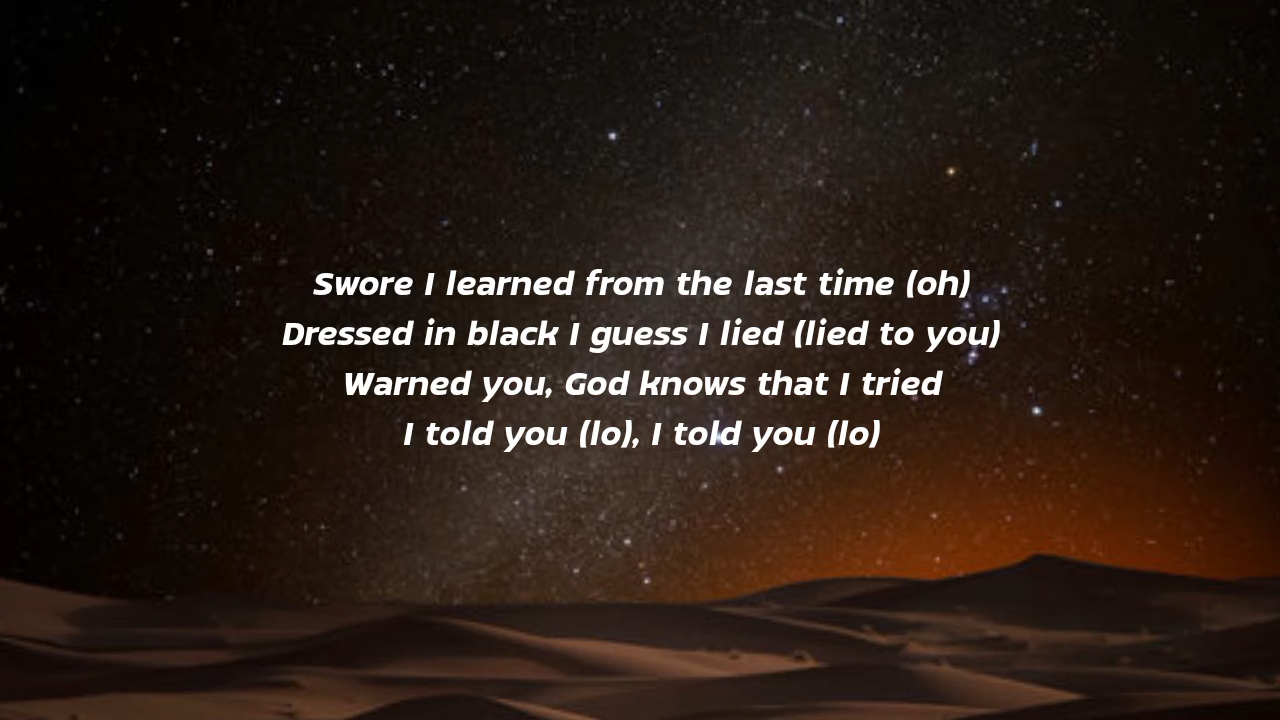 Swore I learned from the last time (oh)
Dressed in black I guess I lied (lied to you)
Warned you, God knows that I tried
I told you (lo), I told you (lo)